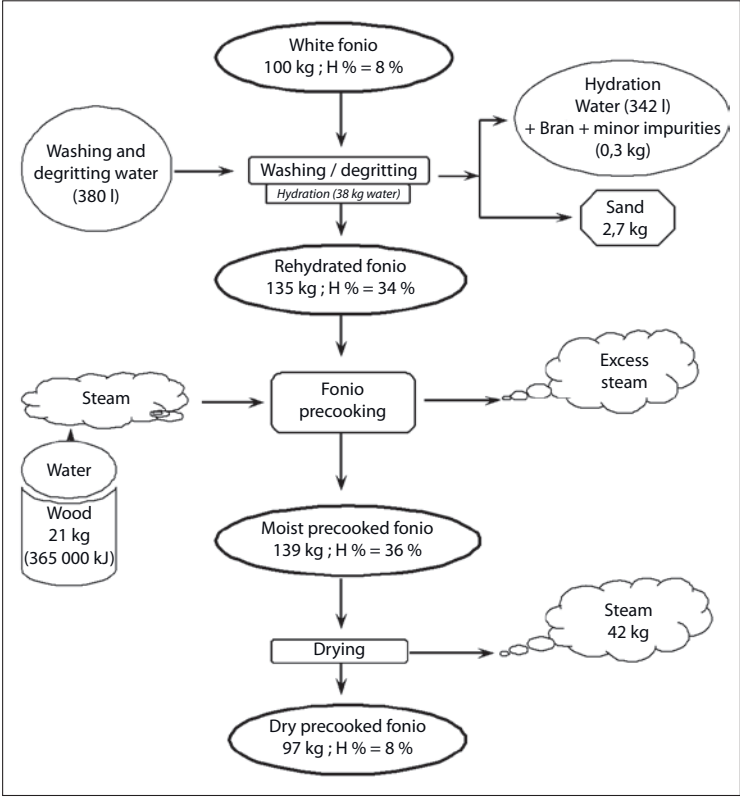 White fonio
100 kg ; H % = 8 %
Hydration
Water (342 l)
+ Bran + minor impurities
(0,3 kg)
Washing and
degritting water
(380 l)
Washing / degritting
Hydration (38 kg water)
Sand
2,7 kg
Rehydrated fonio
135 kg ; H % = 34 %
Steam
Fonio
precooking
Excess
steam
Water
Wood
21 kg
(365 000 kJ)
Moist precooked fonio
139 kg ; H % = 36 %
Drying
Steam
42 kg
Dry precooked fonio
97 kg ; H % = 8 %